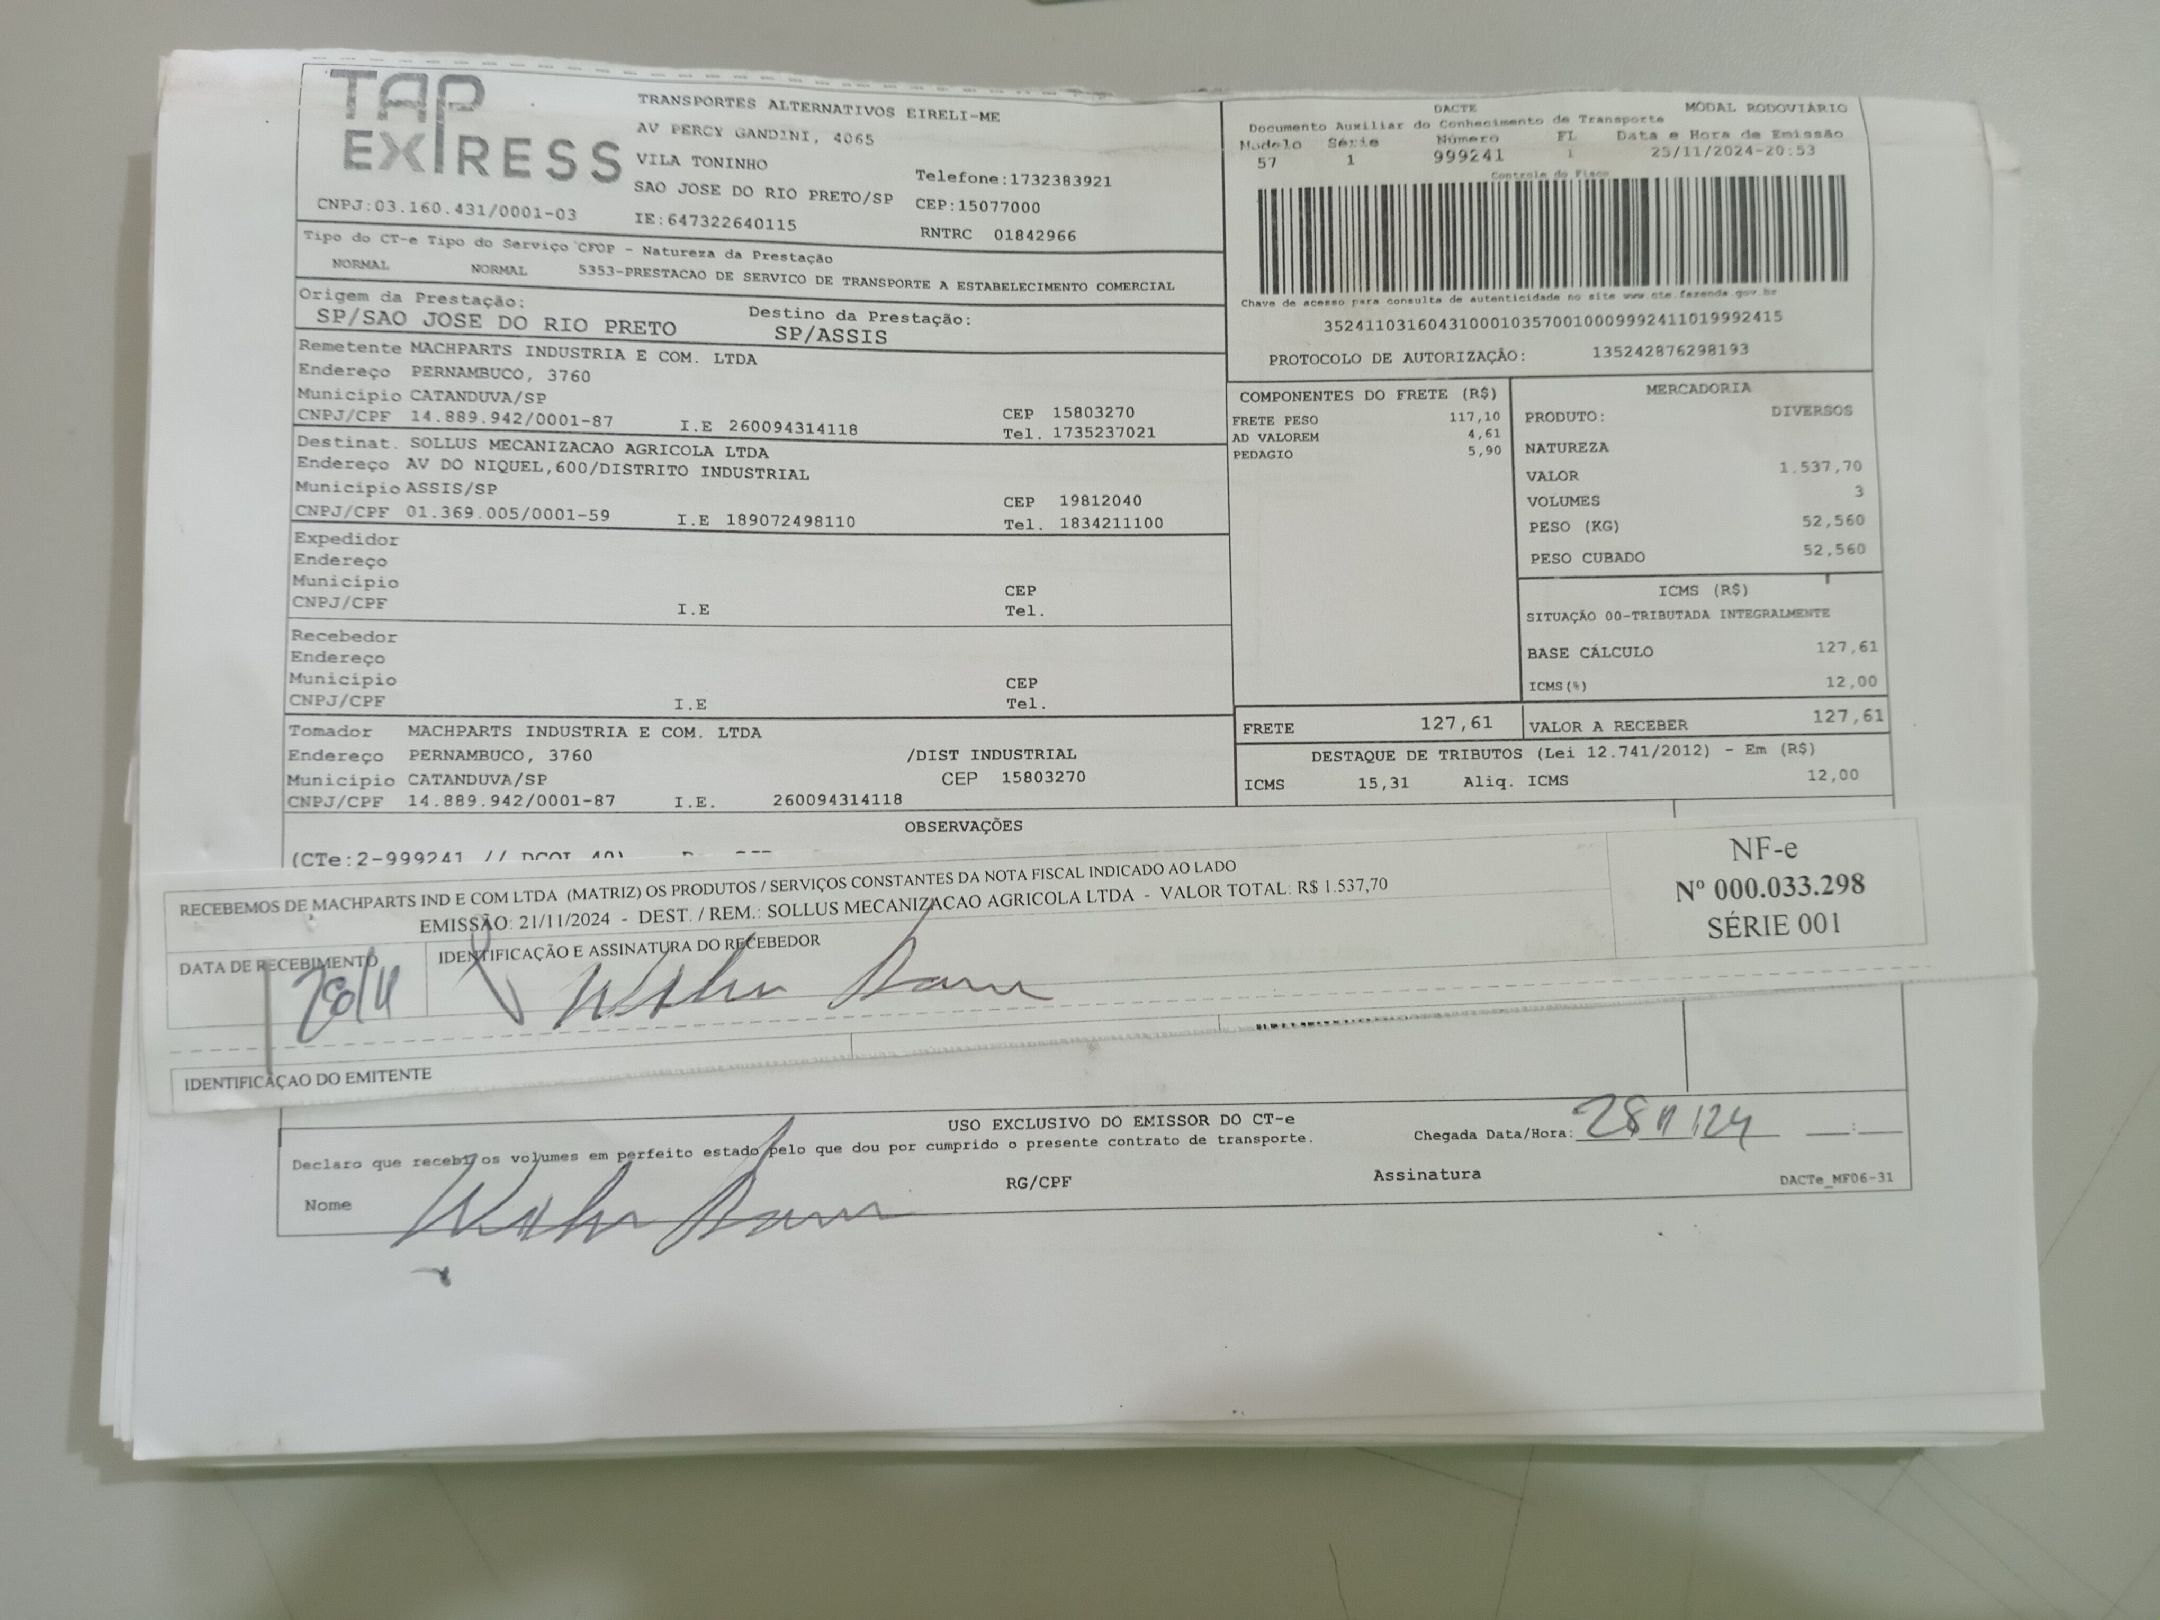 TAP
EXPRESS
TRANSPORTES ALTERNATIVOS EIRELI-ME
AV PERCY GANDINI, 4065
VILA TONINHO
SAO JOSE DO RIO PRETO/SP
Telefone:1732383921
CEP:15077000
CNPJ:03.160.431/0001-03
IE:647322640115
RNTRC 01842966
DACTE
MODAL RODOVIÁRIO
Documento Auxiliar do Conhecimento de Transporte
Modelo Série Número FL Data e Hora de Emissão
57 1 999241 1 25/11/2024-20:53
Controle do Fisco
Chave de acesso para consulta de autenticidade no site www.cte.fazenda.gov.br
35241103160431000103570010009992411019992415
PROTOCOLO DE AUTORIZAÇÃO: 135242876298193
Tipo do CT-e Tipo do Serviço CFOP - Natureza da Prestação
NORMAL NORMAL 5353-PRESTACAO DE SERVICO DE TRANSPORTE A ESTABELECIMENTO COMERCIAL
Origem da Prestação: Destino da Prestação:
SP/SAO JOSE DO RIO PRETO SP/ASSIS
Remetente MACHPARTS INDUSTRIA E COM. LTDA
Endereço PERNAMBUCO, 3760
Município CATANDUVA/SP CEP 15803270
CNPJ/CPF 14.889.942/0001-87 I.E 260094314118 Tel. 1735237021
Destinat. SOLLUS MECANIZACAO AGRICOLA LTDA
Endereço AV DO NIQUEL,600/DISTRITO INDUSTRIAL
Município ASSIS/SP CEP 19812040
CNPJ/CPF 01.369.005/0001-59 I.E 189072498110 Tel. 1834211100
Expedidor
Endereço
Município CEP
CNPJ/CPF I.E Tel.
Recebedor
Endereço
Município CEP
CNPJ/CPF I.E Tel.
Tomador MACHPARTS INDUSTRIA E COM. LTDA
Endereço PERNAMBUCO, 3760 /DIST INDUSTRIAL
Município CATANDUVA/SP CEP 15803270
CNPJ/CPF 14.889.942/0001-87 I.E. 260094314118
COMPONENTES DO FRETE (R$)
FRETE PESO 117,10
AD VALOREM 4,61
PEDAGIO 5,90
MERCADORIA
PRODUTO: DIVERSOS
NATUREZA
VALOR 1.537,70
VOLUMES 3
PESO (KG) 52,560
PESO CUBADO 52,560
ICMS (R$)
SITUAÇÃO 00-TRIBUTADA INTEGRALMENTE
BASE CÁLCULO 127,61
ICMS(%) 12,00
FRETE 127,61 VALOR A RECEBER 127,61
DESTAQUE DE TRIBUTOS (Lei 12.741/2012) - Em (R$)
ICMS 15,31 Aliq. ICMS 12,00
OBSERVAÇÕES
(CTe:2-999241 //
RECEBEMOS DE MACHPARTS IND E COM LTDA (MATRIZ) OS PRODUTOS / SERVIÇOS CONSTANTES DA NOTA FISCAL INDICADO AO LADO
EMISSÃO: 21/11/2024 - DEST. / REM.: SOLLUS MECANIZACAO AGRICOLA LTDA - VALOR TOTAL: R$ 1.537,70
NF-e
Nº 000.033.298
SÉRIE 001
DATA DE RECEBIMENTO
28/11
IDENTIFICAÇÃO E ASSINATURA DO RECEBEDOR
IDENTIFICAÇAO DO EMITENTE
USO EXCLUSIVO DO EMISSOR DO CT-e
Declaro que recebi os volumes em perfeito estado pelo que dou por cumprido o presente contrato de transporte.
Chegada Data/Hora: 28 11 24 __:__
Nome RG/CPF Assinatura
DACTe_MF06-31